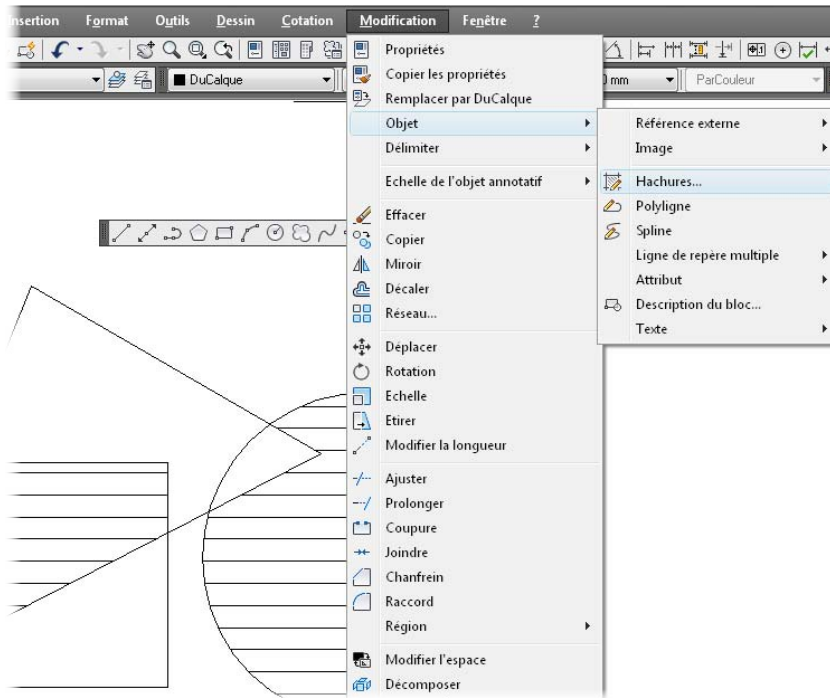 Insertion Format Outils Dessin Cotation Modification Fenêtre ?
DuCalque
mm
ParCouleur
Propriétés
Copier les propriétés
Remplacer par DuCalque
Objet
Délimiter
Echelle de l'objet annotatif
Effacer
Copier
Miroir
Décaler
Réseau...
Déplacer
Rotation
Echelle
Etirer
Modifier la longueur
Ajuster
Prolonger
Coupure
Joindre
Chanfrein
Raccord
Région
Modifier l'espace
Décomposer
Référence externe
Image
Hachures...
Polyligne
Spline
Ligne de repère multiple
Attribut
Description du bloc...
Texte